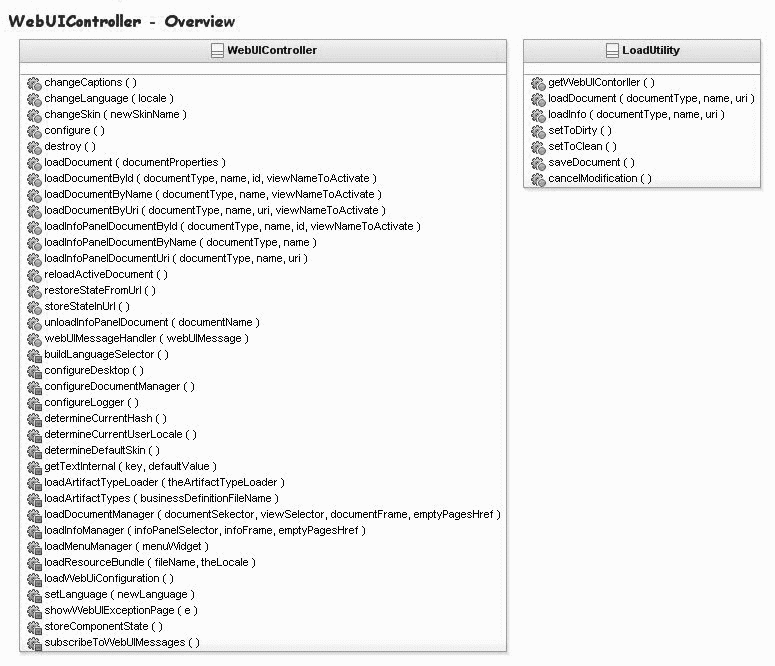 WebUIController - Overview
WebUIController
changeCaptions ( )
changeLanguage ( locale )
changeSkin ( newSkinName )
configure ( )
destroy ( )
loadDocument ( documentProperties )
loadDocumentById ( documentType, name, id, viewNameToActivate )
loadDocumentByName ( documentType, name, viewNameToActivate )
loadDocumentByUri ( documentType, name, uri, viewNameToActivate )
loadInfoPanelDocumentById ( documentType, name, id, viewNameToActivate )
loadInfoPanelDocumentByName ( documentType, name )
loadInfoPanelDocumentUri ( documentType, name, uri )
reloadActiveDocument ( )
restoreStateFromUrl ( )
storeStateInUrl ( )
unloadInfoPanelDocument ( documentName )
webUIMessageHandler ( webUIMessage )
buildLanguageSelector ( )
configureDesktop ( )
configureDocumentManager ( )
configureLogger ( )
determineCurrentHash ( )
determineCurrentUserLocale ( )
determineDefaultSkin ( )
getTextInternal ( key, defaultValue )
loadArtifactTypeLoader ( theArtifactTypeLoader )
loadArtifactTypes ( businessDefinitionFileName )
loadDocumentManager ( documentSekector, viewSelector, documentFrame, emptyPagesHref )
loadInfoManager ( infoPanelSelector, infoFrame, emptyPagesHref )
loadMenuManager ( menuWidget )
loadResourceBundle ( fileName, theLocale )
loadWebUiConfiguration ( )
setLanguage ( newLanguage )
showWebUIExceptionPage ( e )
storeComponentState ( )
subscribeToWebUIMessages ( )
LoadUtility
getWebUIContorller ( )
loadDocument ( documentType, name, uri )
loadInfo ( documentType, name, uri )
setToDirty ( )
setToClean ( )
saveDocument ( )
cancelModification ( )